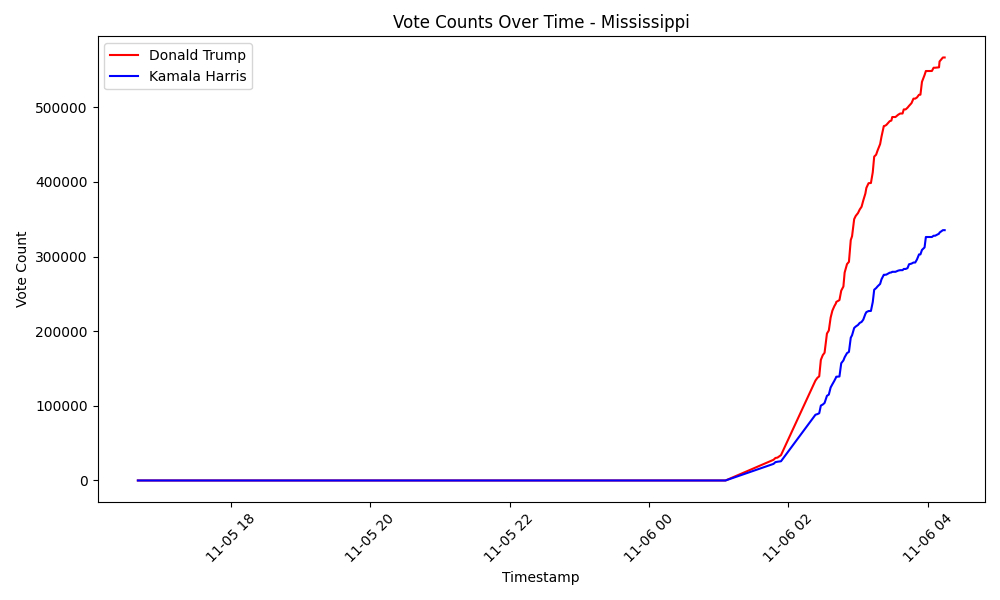 Vote Counts Over Time - Mississippi
Donald Trump
Kamala Harris
Vote Count
500000
400000
300000
200000
100000
0
11-05 18
11-05 20
11-05 22
11-06 00
11-06 02
11-06 04
Timestamp